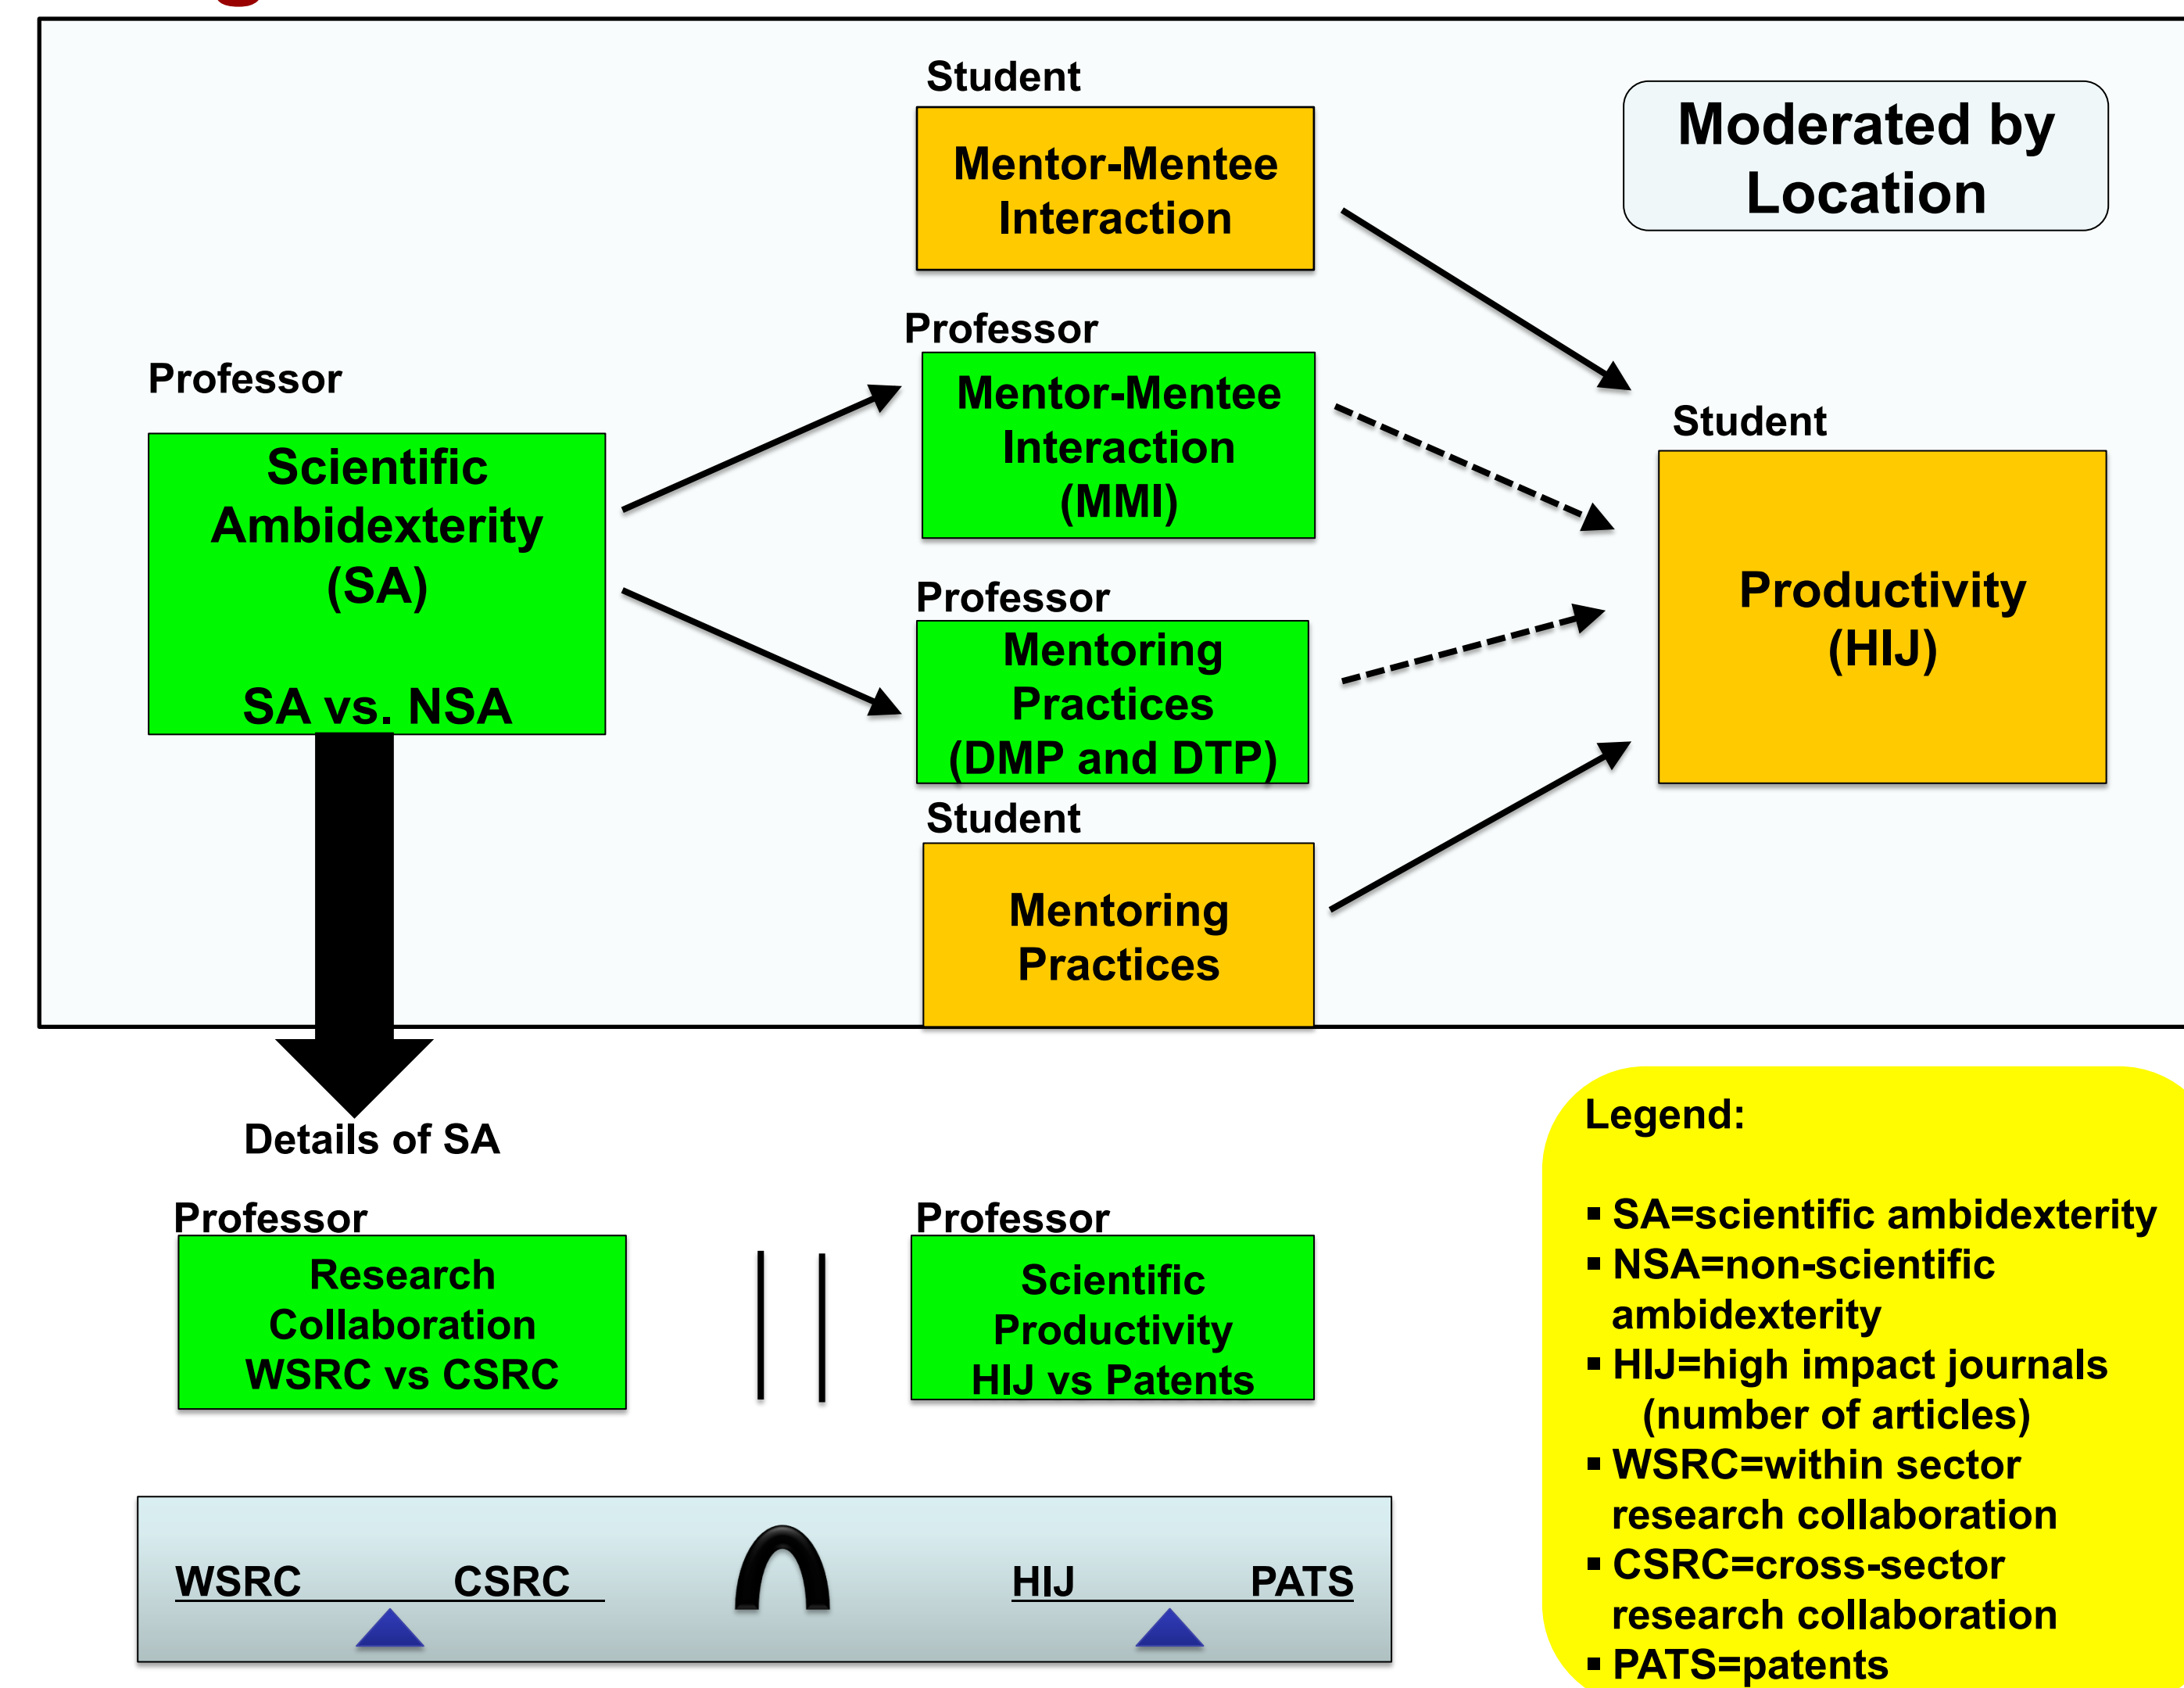 Student
Mentor-Mentee
Interaction
Moderated by
Location
Professor
Mentor-Mentee
Interaction
(MMI)
Professor
Scientific
Ambidexterity
(SA)
SA vs. NSA
Student
Productivity
(HIJ)
Professor
Mentoring
Practices
(DMP and DTP)
Student
Mentoring
Practices
Details of SA
Professor
Research
Collaboration
WSRC vs CSRC
Professor
Scientific
Productivity
HIJ vs Patents
WSRC CSRC HIJ PATS
Legend:
▪ SA=scientific ambidexterity
▪ NSA=non-scientific
ambidexterity
▪ HIJ=high impact journals
(number of articles)
▪ WSRC=within sector
research collaboration
▪ CSRC=cross-sector
research collaboration
▪ PATS=patents